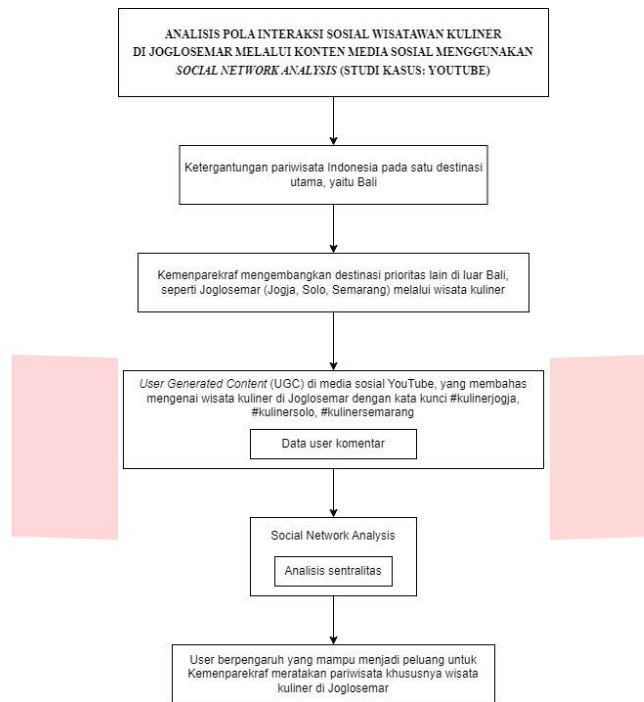 ANALISIS POLA INTERAKSI SOSIAL WISATAWAN KULINER
DI JOGLOSEMAR MELALUI KONTEN MEDIA SOSIAL MENGGUNAKAN
SOCIAL NETWORK ANALYSIS (STUDI KASUS: YOUTUBE)
Ketergantungan pariwisata Indonesia pada satu destinasi
utama, yaitu Bali
Kemenparekraf mengembangkan destinasi prioritas lain di luar Bali,
seperti Joglosemar (Jogja, Solo, Semarang) melalui wisata kuliner
User Generated Content (UGC) di media sosial YouTube, yang membahas
mengenai wisata kuliner di Joglosemar dengan kata kunci #kulinerjogja,
#kulinersolo, #kulinersemarang
Data user komentar
Social Network Analysis
Analisis sentralitas
User berpengaruh yang mampu menjadi peluang untuk
Kemenparekraf meratakan pariwisata khususnya wisata
kuliner di Joglosemar